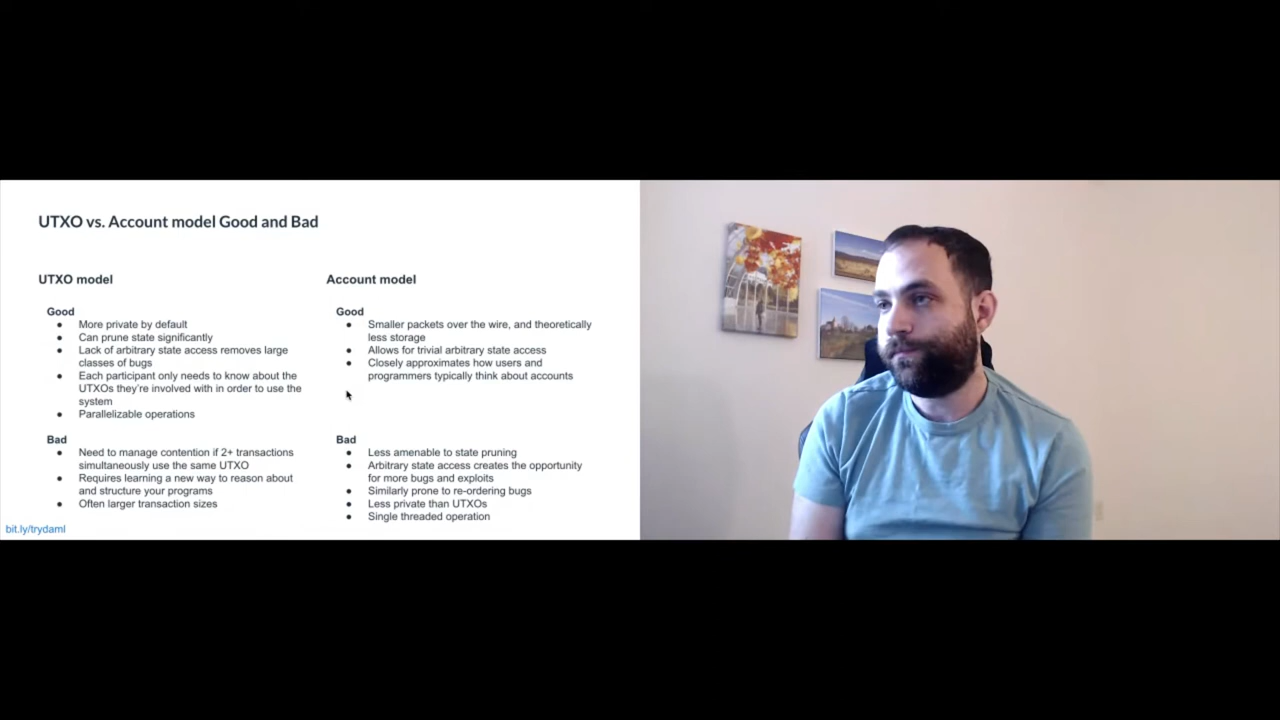 UTXO vs. Account model Good and Bad
UTXO model
Good
● More private by default
● Can prune state significantly
● Lack of arbitrary state access removes large
classes of bugs
● Each participant only needs to know about the
UTXOs they're involved with in order to use the
system
● Parallelizable operations
Bad
● Need to manage contention if 2+ transactions
simultaneously use the same UTXO
● Requires learning a new way to reason about
and structure your programs
● Often larger transaction sizes
Account model
Good
● Smaller packets over the wire, and theoretically
less storage
● Allows for trivial arbitrary state access
● Closely approximates how users and
programmers typically think about accounts
Bad
● Less amenable to state pruning
● Arbitrary state access creates the opportunity
for more bugs and exploits
● Similarly prone to re-ordering bugs
● Less private than UTXOs
● Single threaded operation
bit.ly/trydaml